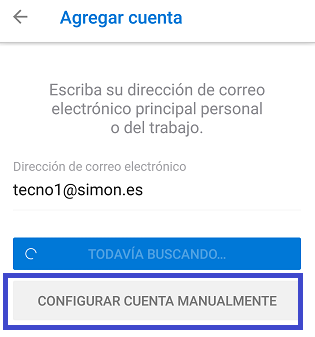 Agregar cuenta
Escriba su dirección de correo
electrónico principal personal
o del trabajo.
Dirección de correo electrónico
tecno1@simon.es
TODAVÍA BUSCANDO...
CONFIGURAR CUENTA MANUALMENTE